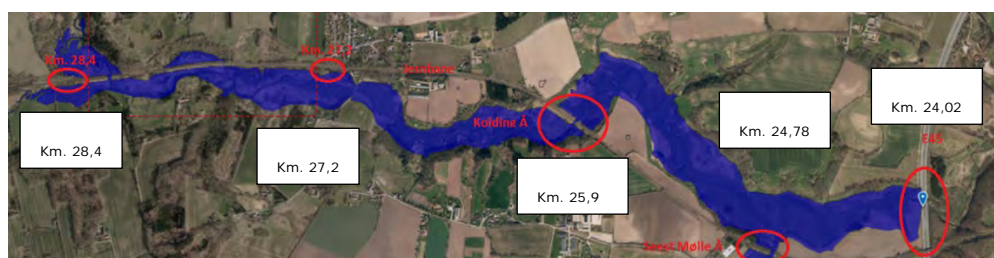 Km. 28,4
Km. 27,2
Jernbane
Km. 24,02
Km. 24,78
Kolding Å
E45
Km. 28,4
Km. 27,2
Km. 25,9
Seest Mølle Å